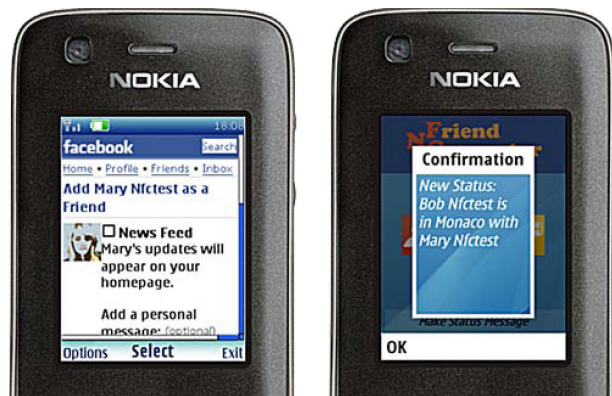 NOKIA
18:08
facebook
Search
Home • Profile • Friends • Inbox
Add Mary Nfctest as a
Friend
News Feed
Mary's updates will
appear on your
homepage.
Add a personal
message: (optional)
Options Select Exit
NOKIA
Friend
Confirmation
New Status:
Bob Nfctest is
in Monaco with
Mary Nfctest
Make Status Message
OK